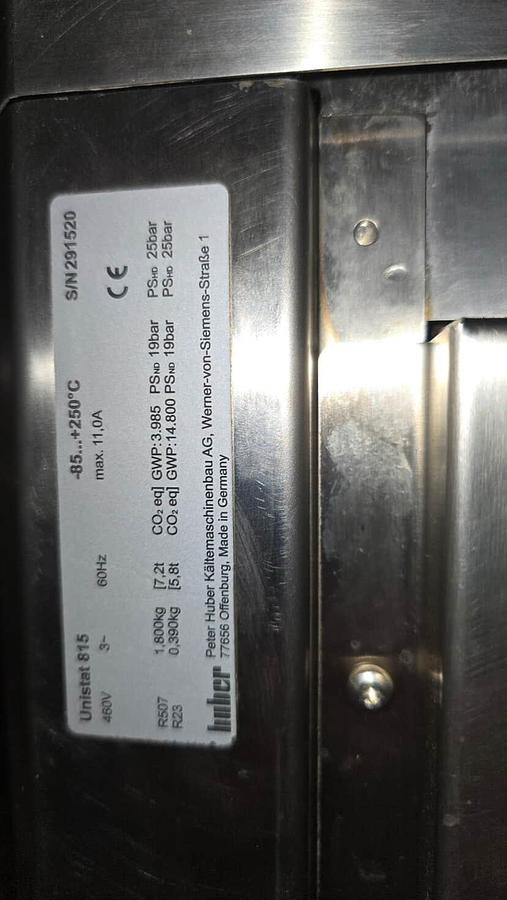 Unistat 815 -85...+250°C S/N 291520
460V 3~ 60Hz max. 11,0A CE
R507 1,800kg [7,2t CO₂ eq] GWP:3.985 PSND 19bar PSHD 25bar
R23 0,390kg [5,8t CO₂ eq] GWP:14.800 PSND 19bar PSHD 25bar
huber Peter Huber Kältemaschinenbau AG, Werner-von-Siemens-Straße 1
77656 Offenburg, Made in Germany